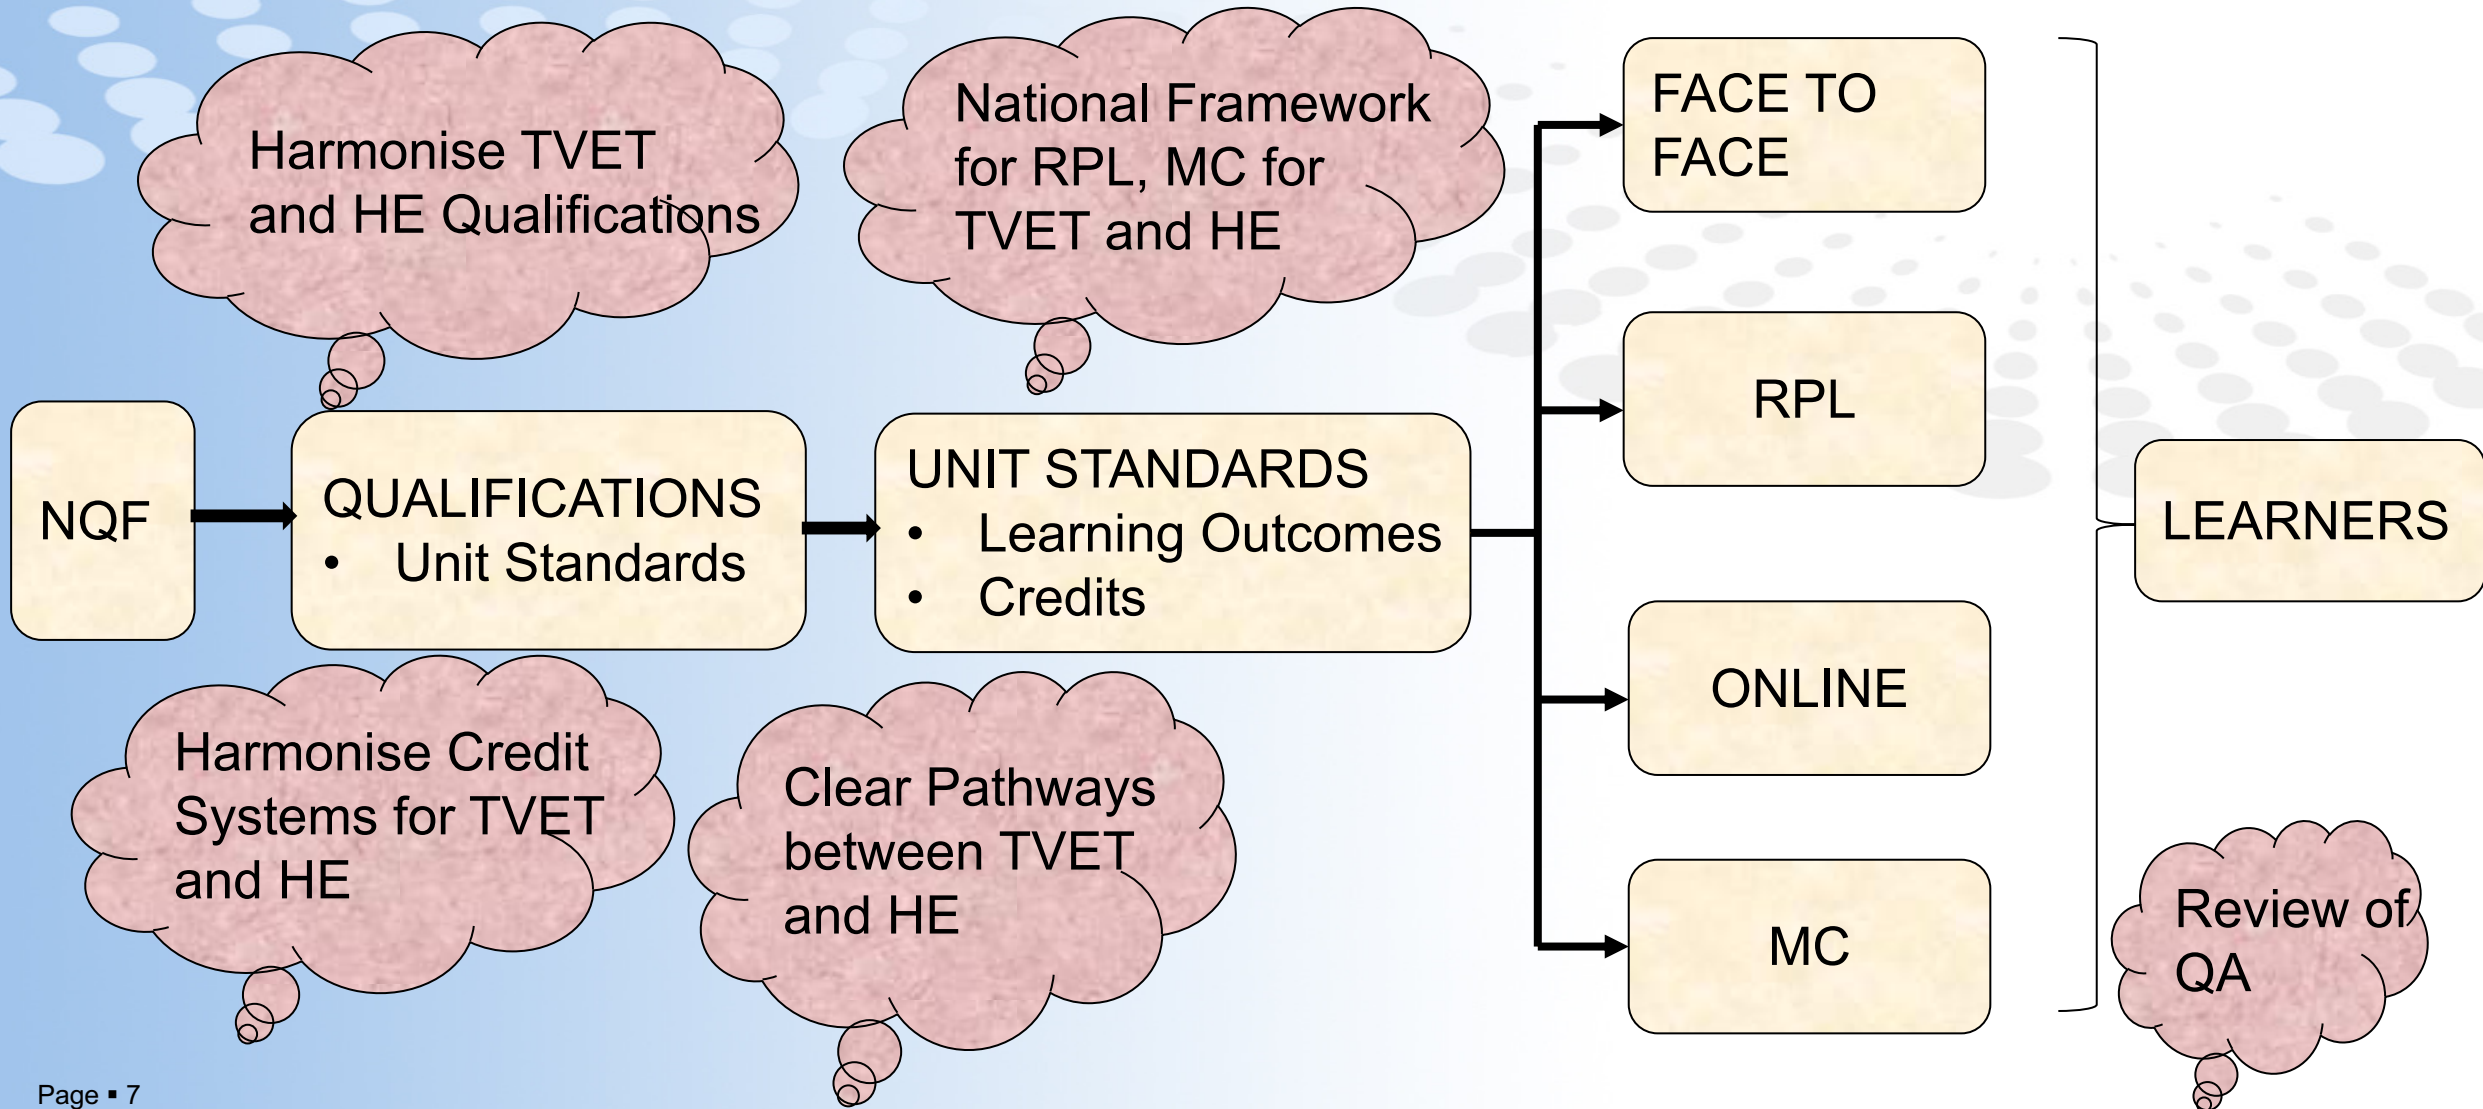 Harmonise TVET
and HE Qualifications
National Framework
for RPL, MC for
TVET and HE
FACE TO
FACE
RPL
NQF
QUALIFICATIONS
• Unit Standards
UNIT STANDARDS
• Learning Outcomes
• Credits
LEARNERS
ONLINE
Harmonise Credit
Systems for TVET
and HE
Clear Pathways
between TVET
and HE
MC
Review of
QA
Page ▪ 7